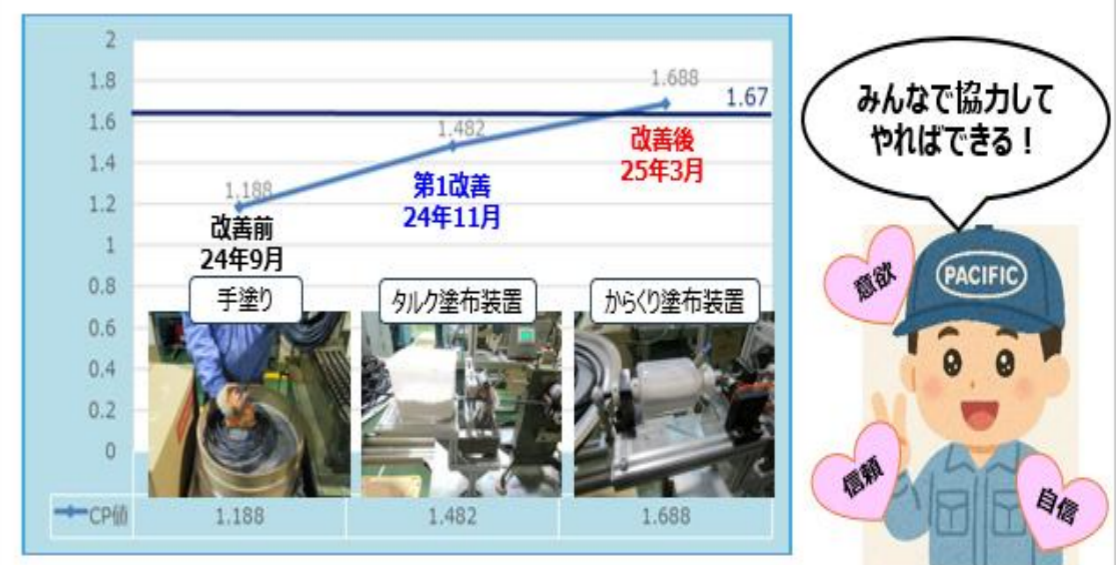 2
1.8
1.6
1.4
1.2
1
0.8
0.6
0.4
0.2
0
1.188
1.482
1.688
1.67
改善前
24年9月
第1改善
24年11月
改善後
25年3月
手塗り
タルク塗布装置
からくり塗布装置
CP値
1.188
1.482
1.688
みんなで協力して
やればできる！
PACIFIC
意欲
信頼
自信